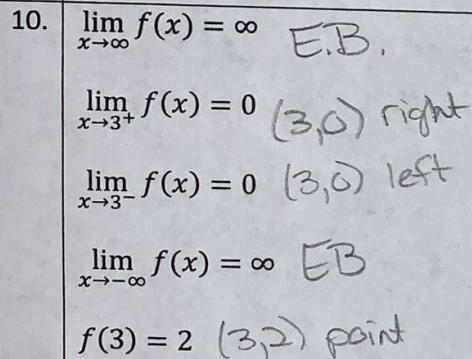 10. lim x→∞ f(x) = ∞ E.B.
lim x→3⁺ f(x) = 0 (3,0) right
lim x→3⁻ f(x) = 0 (3,0) left
lim x→−∞ f(x) = ∞ EB
f(3) = 2 (3,2) point